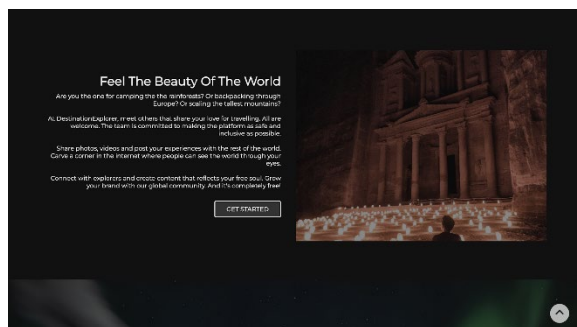 Feel The Beauty Of The World
Are you the one for camping the the rainforests? Or backpacking through
Europe? Or scaling the tallest mountains?
At DestinationExplorer, meet others that share your love for travelling. All are
welcome. The team is committed to making the platform as safe and
inclusive as possible.
Share photos, videos and post your experiences with the rest of the world.
Carve a corner in the internet where people can see the world through your
eyes.
Connect with explorers and create content that reflects your free soul. Grow
your brand with our global community. And it's completely free!
GET STARTED